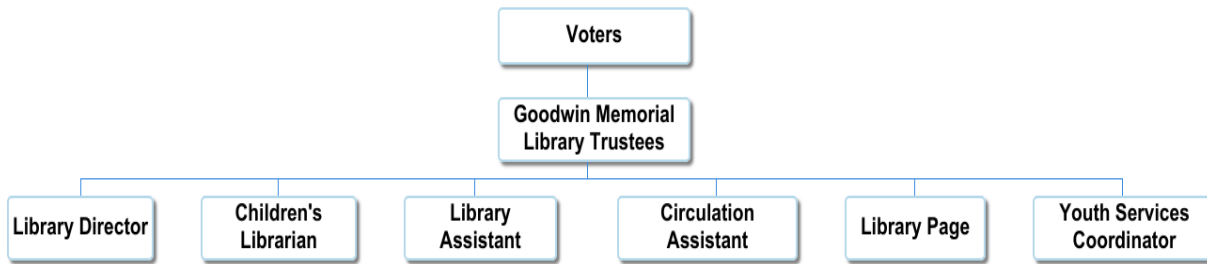 Voters
Goodwin Memorial
Library Trustees
Library Director
Children's
Librarian
Library
Assistant
Circulation
Assistant
Library Page
Youth Services
Coordinator